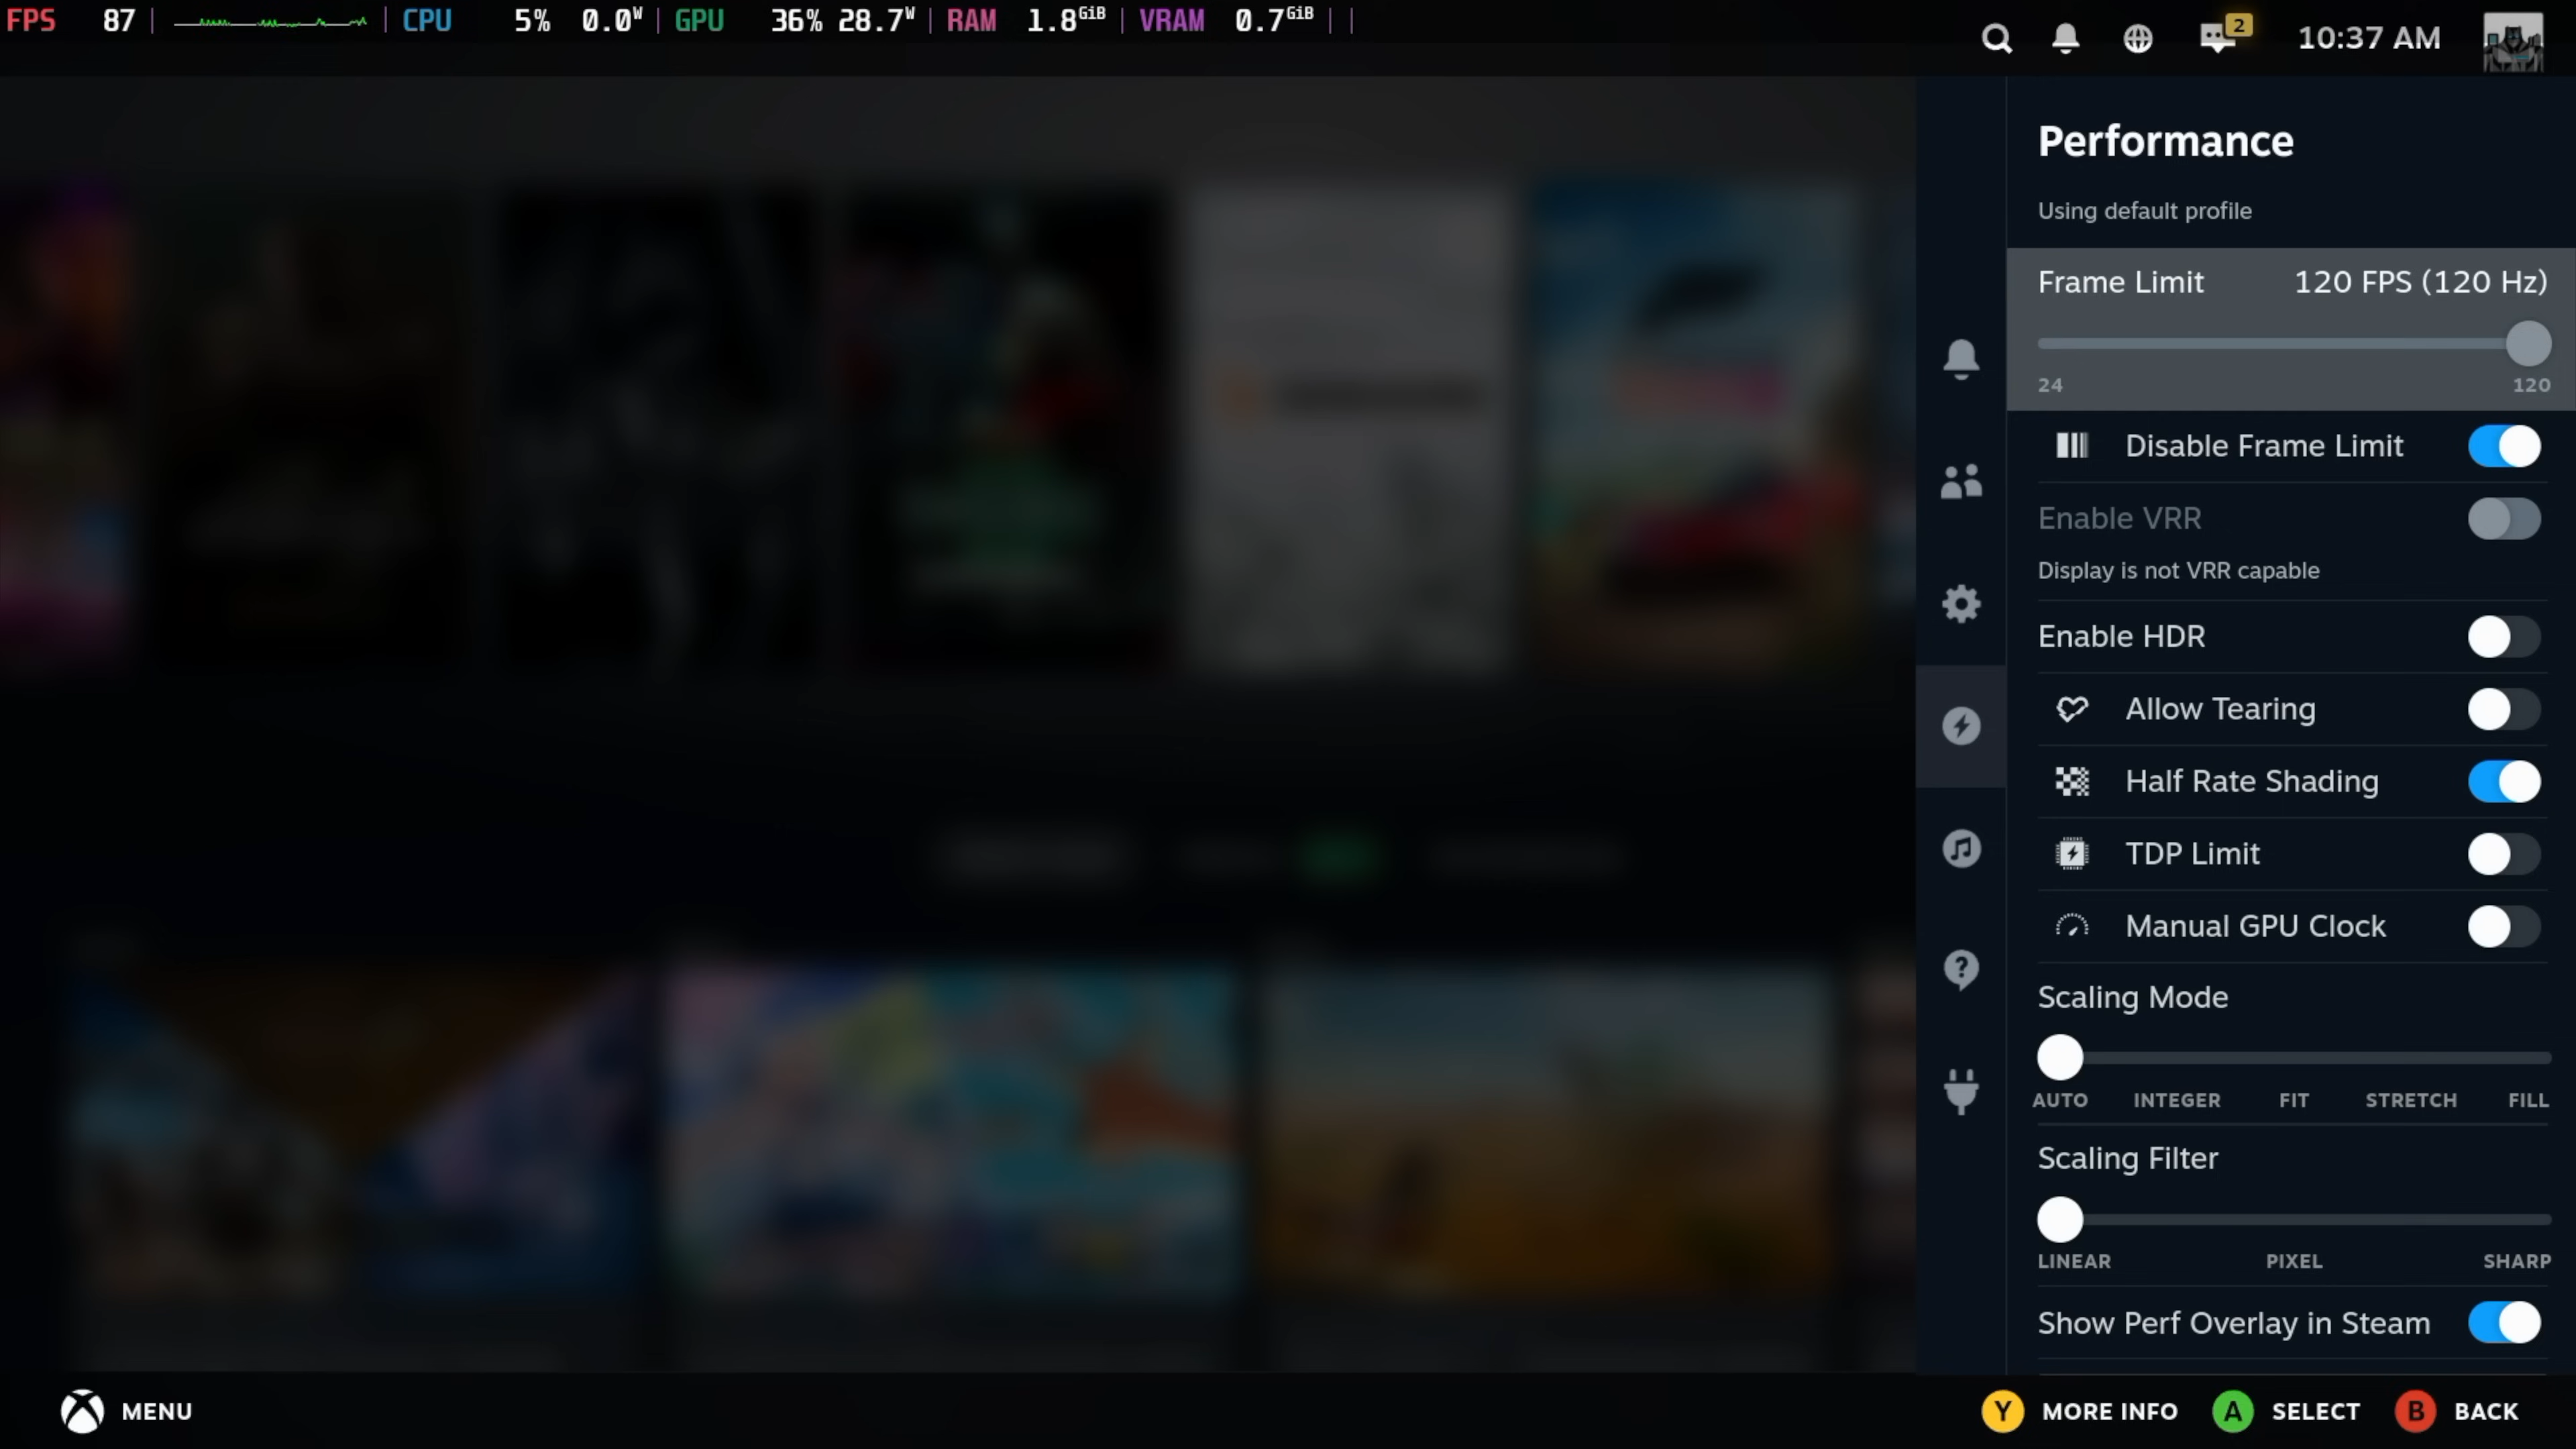 FPS 87 CPU 5% 0.0W GPU 36% 28.7W RAM 1.8GiB VRAM 0.7GiB
2
10:37 AM
Performance
Using default profile
Frame Limit 120 FPS (120 Hz)
24 120
Disable Frame Limit
Enable VRR
Display is not VRR capable
Enable HDR
Allow Tearing
Half Rate Shading
TDP Limit
Manual GPU Clock
Scaling Mode
AUTO INTEGER FIT STRETCH FILL
Scaling Filter
LINEAR PIXEL SHARP
Show Perf Overlay in Steam
MENU
Y MORE INFO A SELECT B BACK